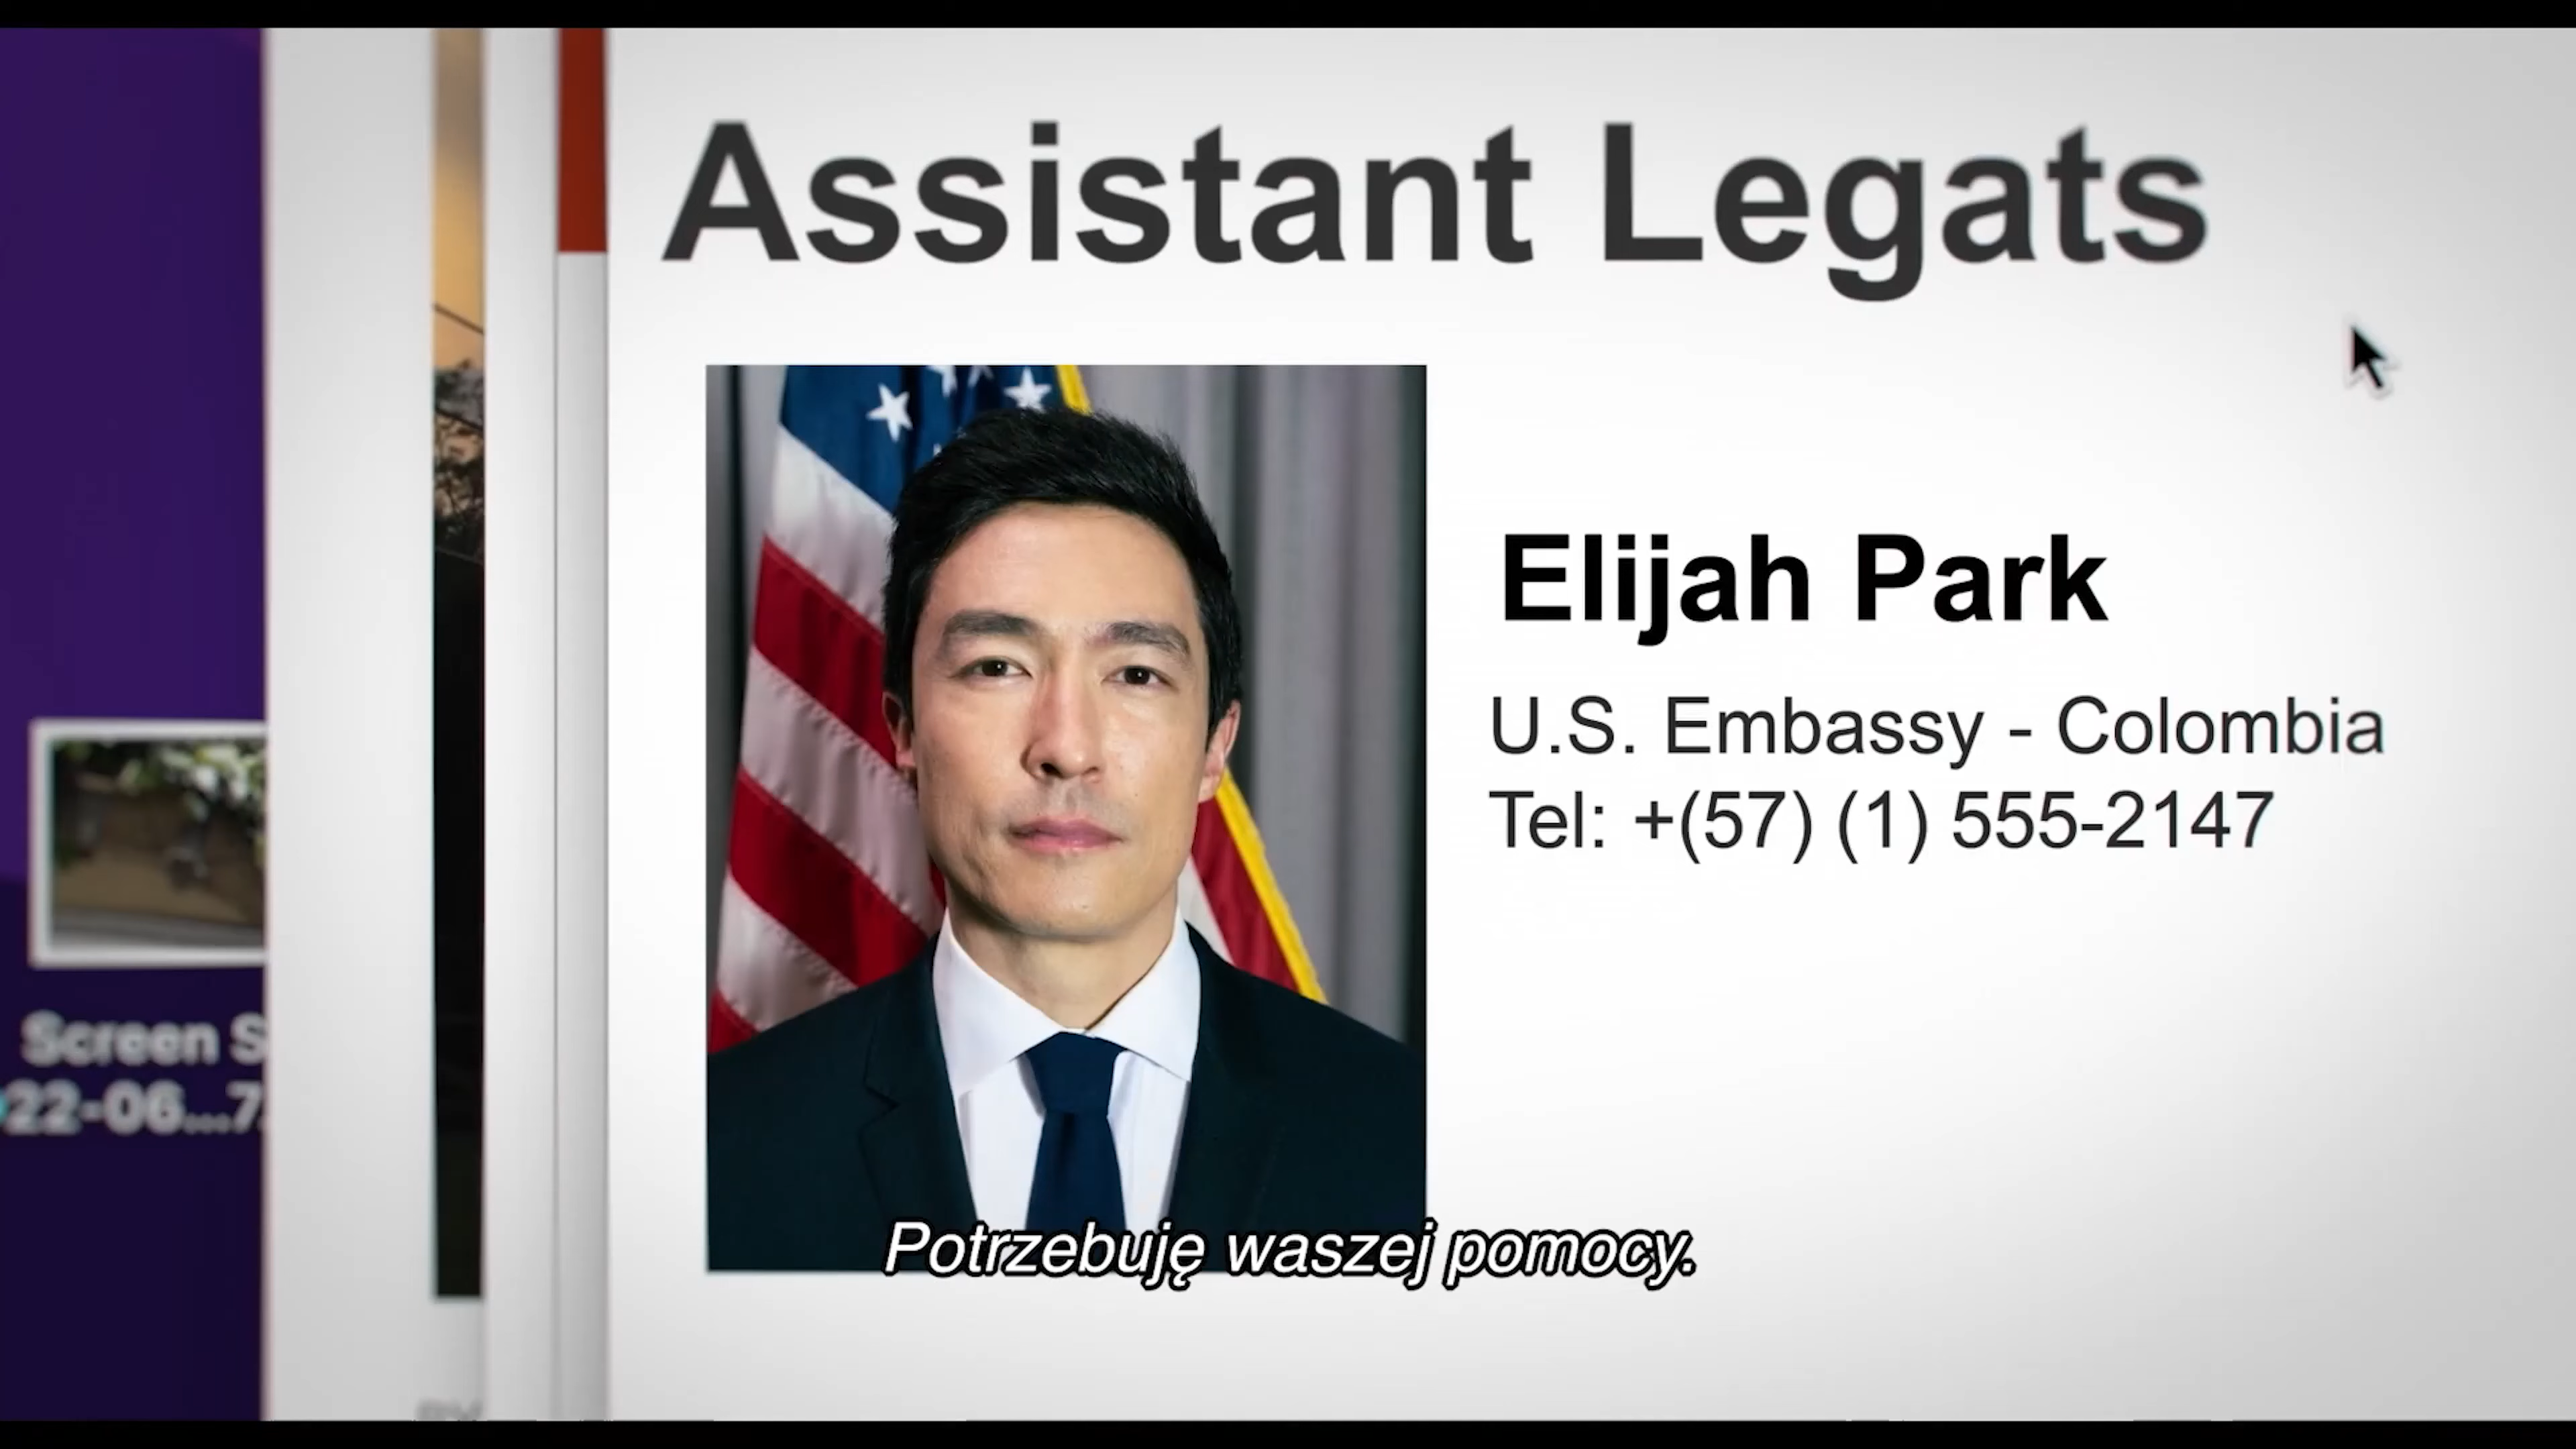 Assistant Legats
Elijah Park
U.S. Embassy - Colombia
Tel: +(57) (1) 555-2147
Screen S
22-06...7
Potrzebuję waszej pomocy.